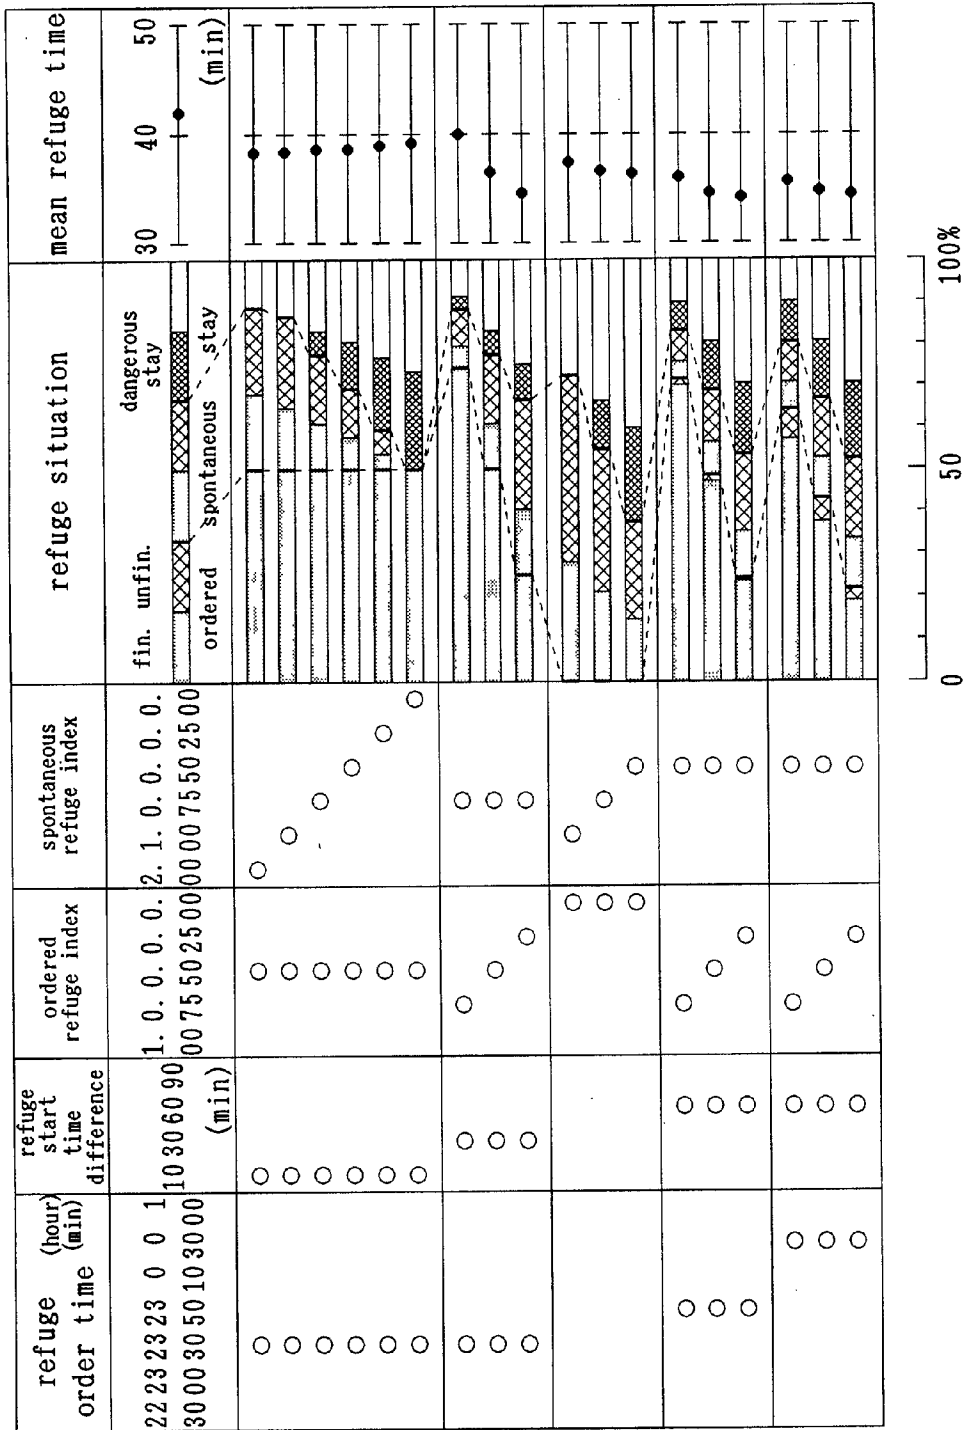 refuge (hour)
order time (min)
refuge
start
time
difference
ordered
refuge index
spontaneous
refuge index
refuge situation
mean refuge time
22 23 23 23 0 0 1
30 00 30 50 10 30 00
10 30 60 90
(min)
1. 0. 0. 0. 0.
00 75 50 25 00
2. 1. 0. 0. 0. 0.
00 00 75 50 25 00
fin. unfin.
dangerous
stay
ordered spontaneous stay
30 40 50
(min)
0 50 100%